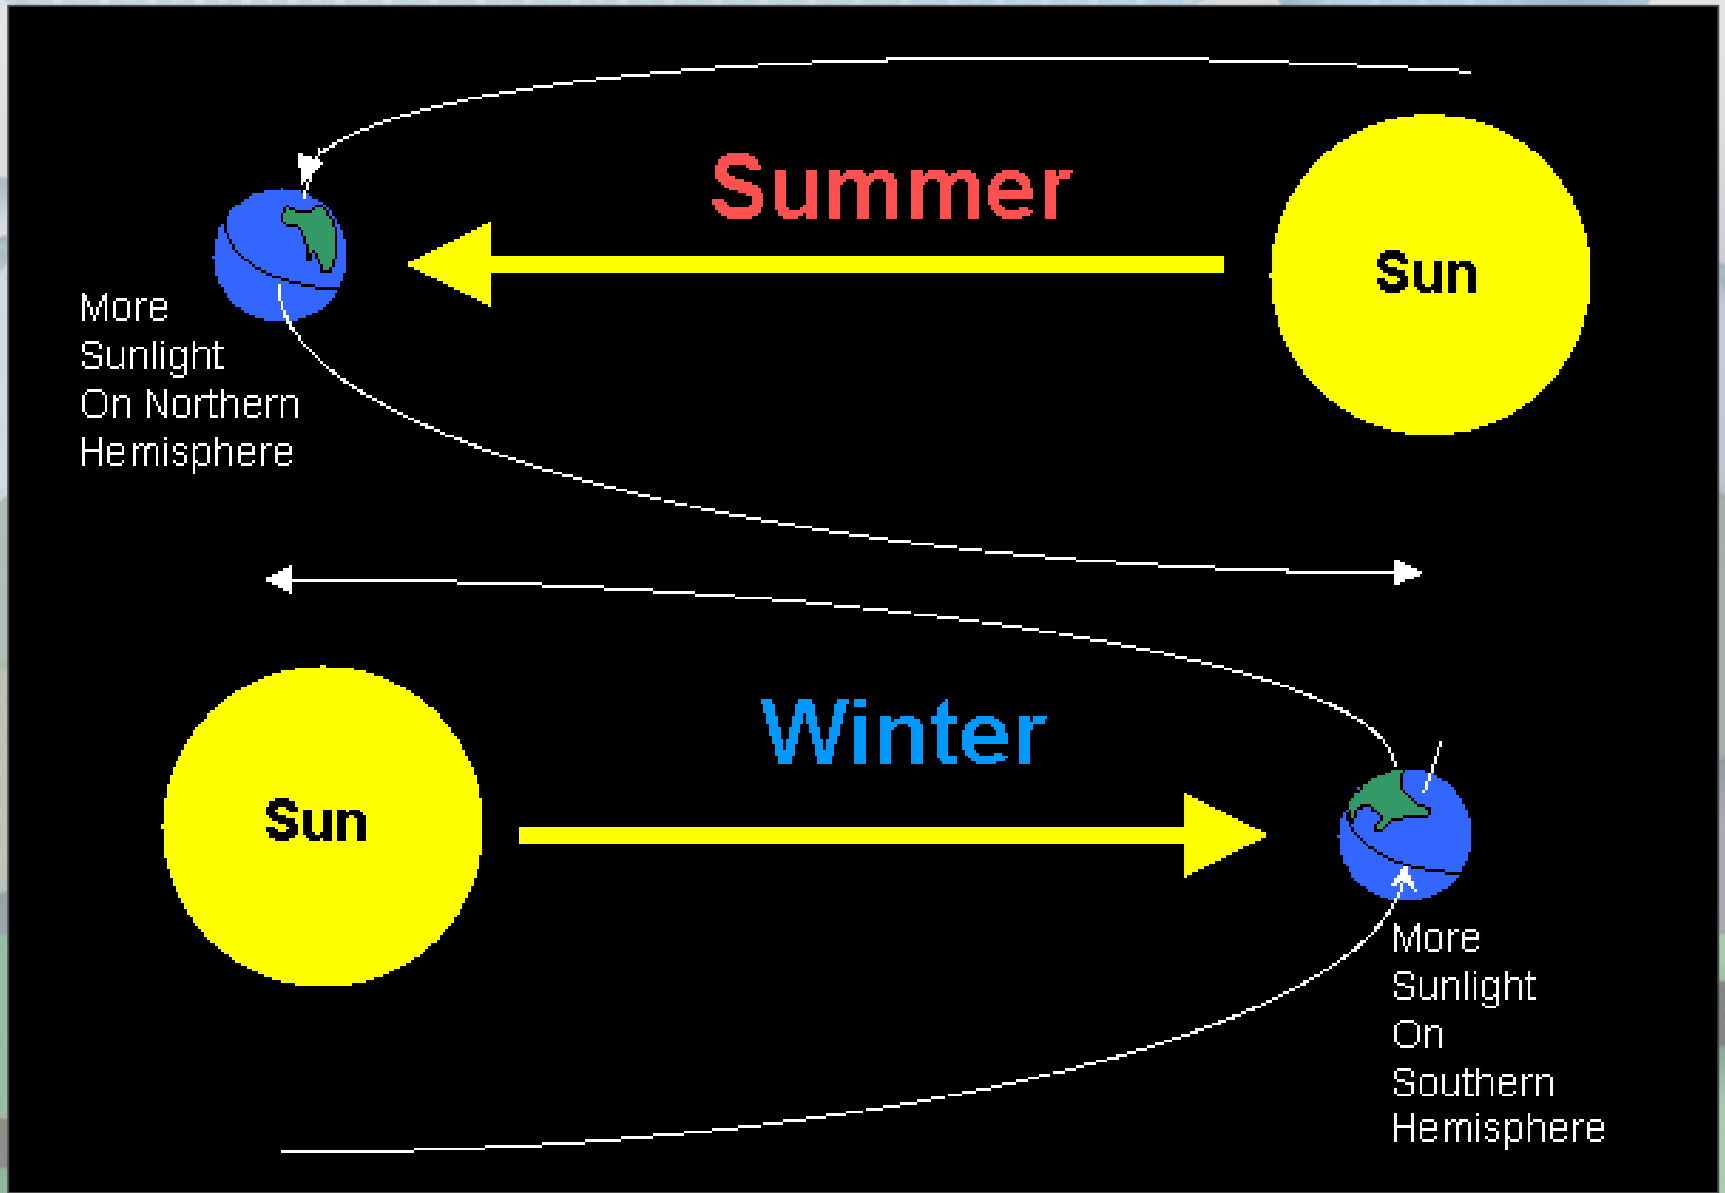 Summer
Sun
More
Sunlight
On Northern
Hemisphere
Winter
Sun
More
Sunlight
On
Southern
Hemisphere